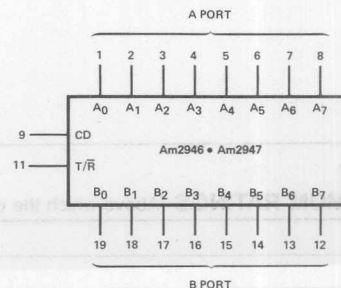 A PORT
1 2 3 4 5 6 7 8
A0 A1 A2 A3 A4 A5 A6 A7
9 CD
Am2946 • Am2947
11 T/R̅
B0 B1 B2 B3 B4 B5 B6 B7
19 18 17 16 15 14 13 12
B PORT